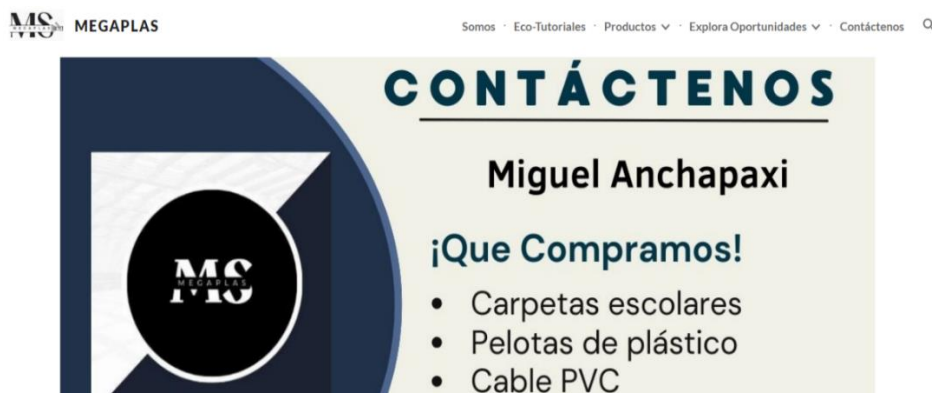 MS MEGAPLAS
Somos · Eco-Tutoriales · Productos · Explora Oportunidades · Contáctenos
CONTÁCTENOS
Miguel Anchapaxi
¡Que Compramos!
• Carpetas escolares
• Pelotas de plástico
• Cable PVC
MS
MEGAPLAS